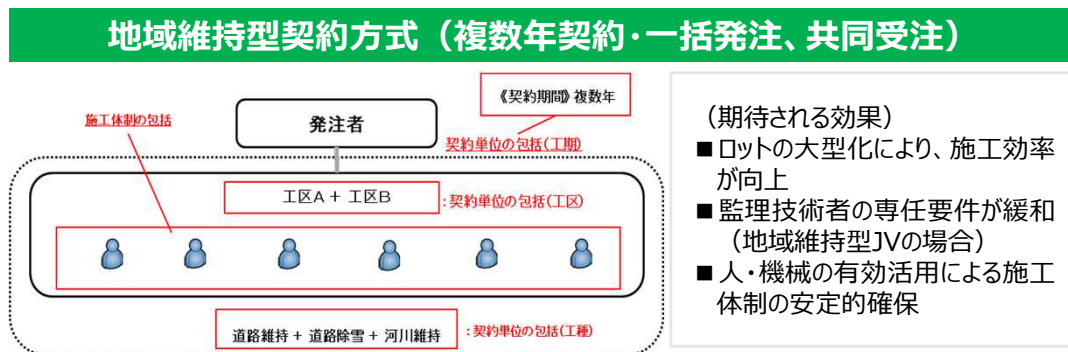 地域維持型契約方式（複数年契約・一括発注、共同受注）
《契約期間》複数年
施工体制の包括
発注者
契約単位の包括(工期)
工区A + 工区B
:契約単位の包括(工区)
道路維持 + 道路除雪 + 河川維持
:契約単位の包括(工種)
（期待される効果）
■ロットの大型化により、施工効率
が向上
■監理技術者の専任要件が緩和
（地域維持型JVの場合）
■人・機械の有効活用による施工
体制の安定的確保